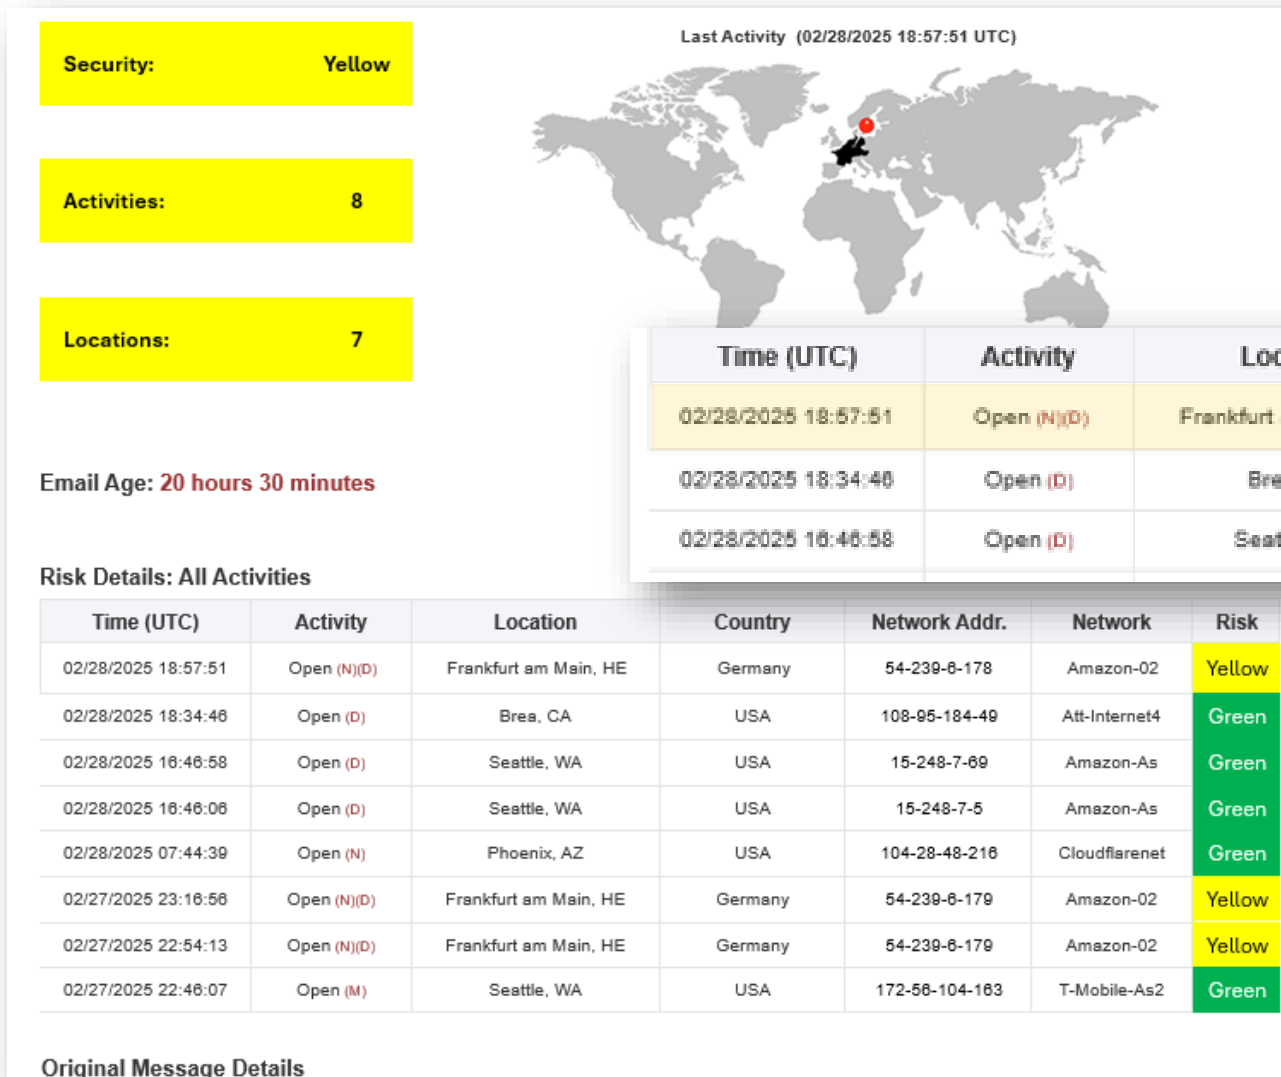 Last Activity (02/28/2025 18:57:51 UTC)
Security: Yellow
Activities: 8
Locations: 7
Time (UTC) Activity Loc
02/28/2025 18:57:51 Open (N)(D) Frankfurt
02/28/2025 18:34:46 Open (D) Bre
02/28/2025 16:46:58 Open (D) Seat
Email Age: 20 hours 30 minutes
Risk Details: All Activities
Time (UTC) Activity Location Country Network Addr. Network Risk
02/28/2025 18:57:51 Open (N)(D) Frankfurt am Main, HE Germany 54-239-6-178 Amazon-02 Yellow
02/28/2025 18:34:46 Open (D) Brea, CA USA 108-95-184-49 Att-Internet4 Green
02/28/2025 16:46:58 Open (D) Seattle, WA USA 15-248-7-69 Amazon-As Green
02/28/2025 16:46:06 Open (D) Seattle, WA USA 15-248-7-5 Amazon-As Green
02/28/2025 07:44:39 Open (N) Phoenix, AZ USA 104-28-48-216 Cloudflarenet Green
02/27/2025 23:16:56 Open (N)(D) Frankfurt am Main, HE Germany 54-239-6-179 Amazon-02 Yellow
02/27/2025 22:54:13 Open (N)(D) Frankfurt am Main, HE Germany 54-239-6-179 Amazon-02 Yellow
02/27/2025 22:46:07 Open (M) Seattle, WA USA 172-56-104-163 T-Mobile-As2 Green
Original Message Details